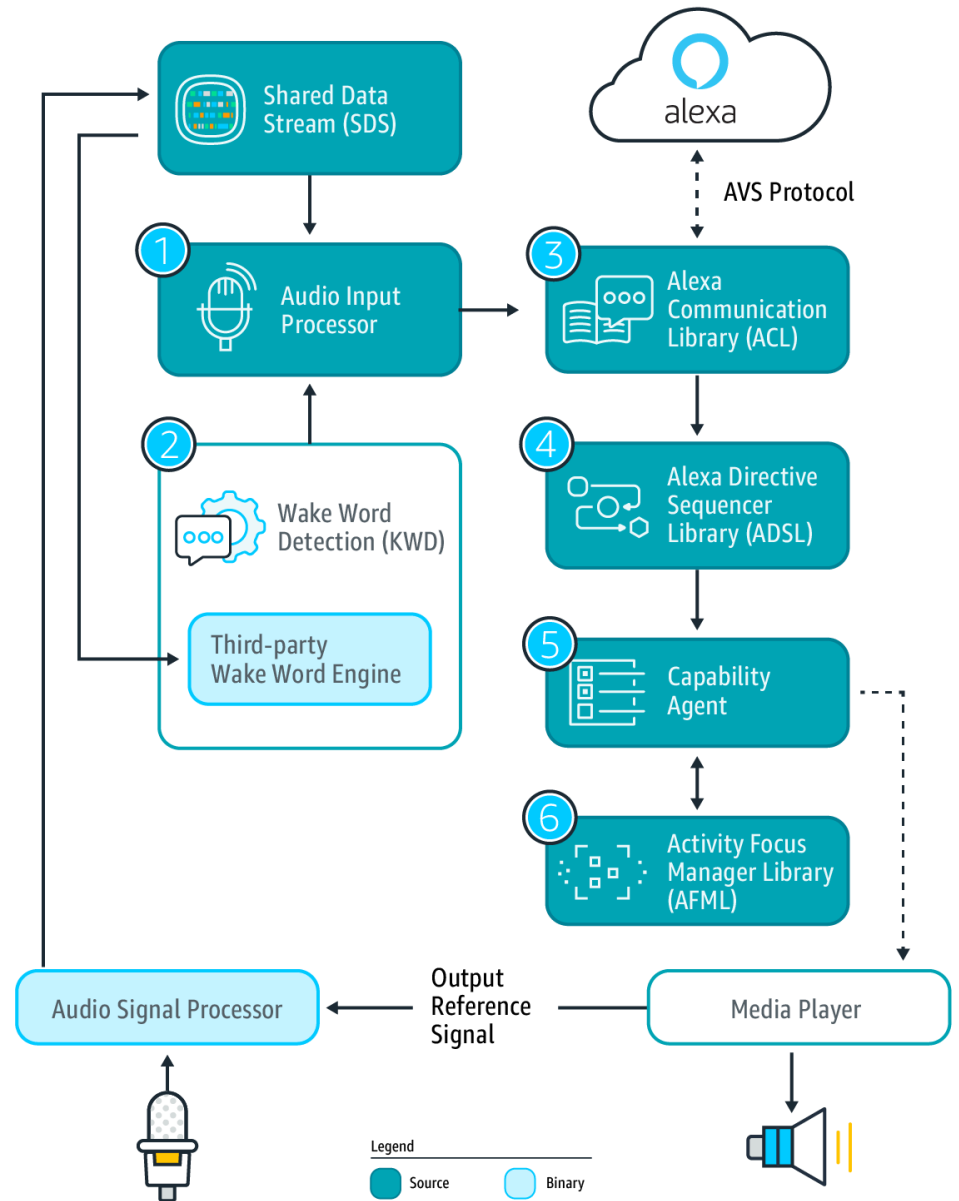 Shared Data
Stream (SDS)
alexa
AVS Protocol
1
Audio Input
Processor
3
Alexa
Communication
Library (ACL)
2
Wake Word
Detection (KWD)
Third-party
Wake Word Engine
4
Alexa Directive
Sequencer
Library (ADSL)
5
Capability
Agent
6
Activity Focus
Manager Library
(AFML)
Audio Signal Processor
Output
Reference
Signal
Media Player
Legend
Source
Binary